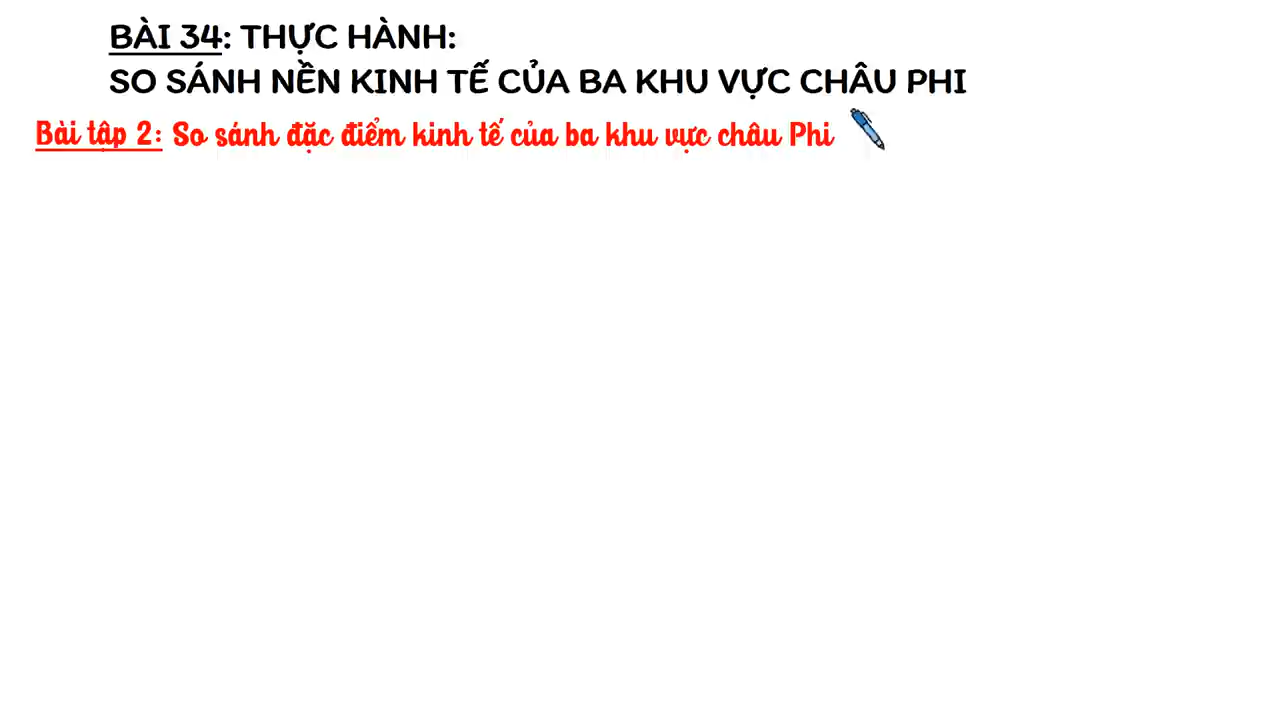 BÀI 34: THỰC HÀNH:
SO SÁNH NỀN KINH TẾ CỦA BA KHU VỰC CHÂU PHI
Bài tập 2: So sánh đặc điểm kinh tế của ba khu vực châu Phi